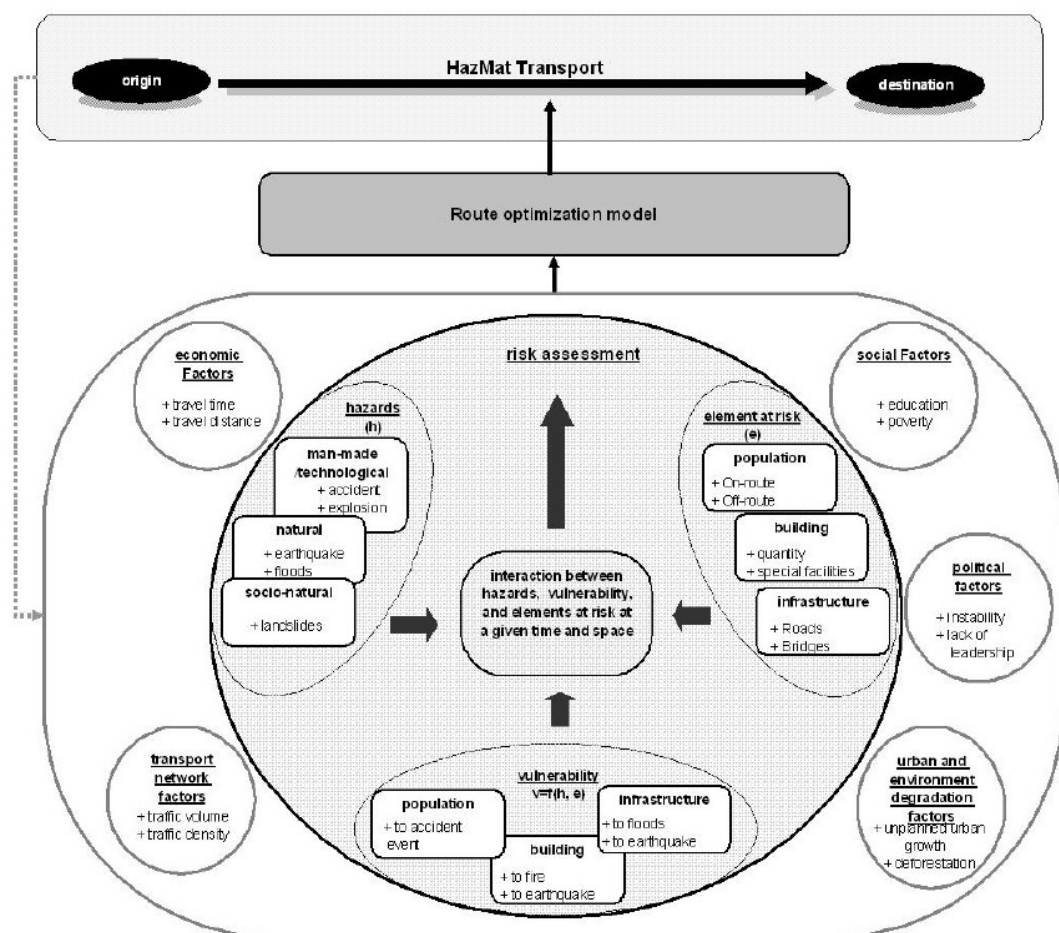 HazMat Transport
origin
destination
Route optimization model
economic
Factors
+ travel time
+ travel distance
risk assessment
social Factors
+ education
+ poverty
hazards
(h)
man-made
/technological
+ accident
+ explosion
natural
+ earthquake
+ floods
socio-natural
+ landslides
element at risk
(e)
population
+ On-route
+ Off-route
building
+ quantity
+ special facilities
infrastructure
+ Roads
+ Bridges
interaction between
hazards, vulnerability,
and elements at risk at
a given time and space
political
factors
+ instability
+ lack of
leadership
transport
network
factors
+ traffic volume
+ traffic density
vulnerability
v=f(h, e)
population
+ to accident
event
building
+ to fire
+ to earthquake
infrastructure
+ to floods
+ to earthquake
urban and
environment
degradation
factors
+ unplanned urban
growth
+ deforestation